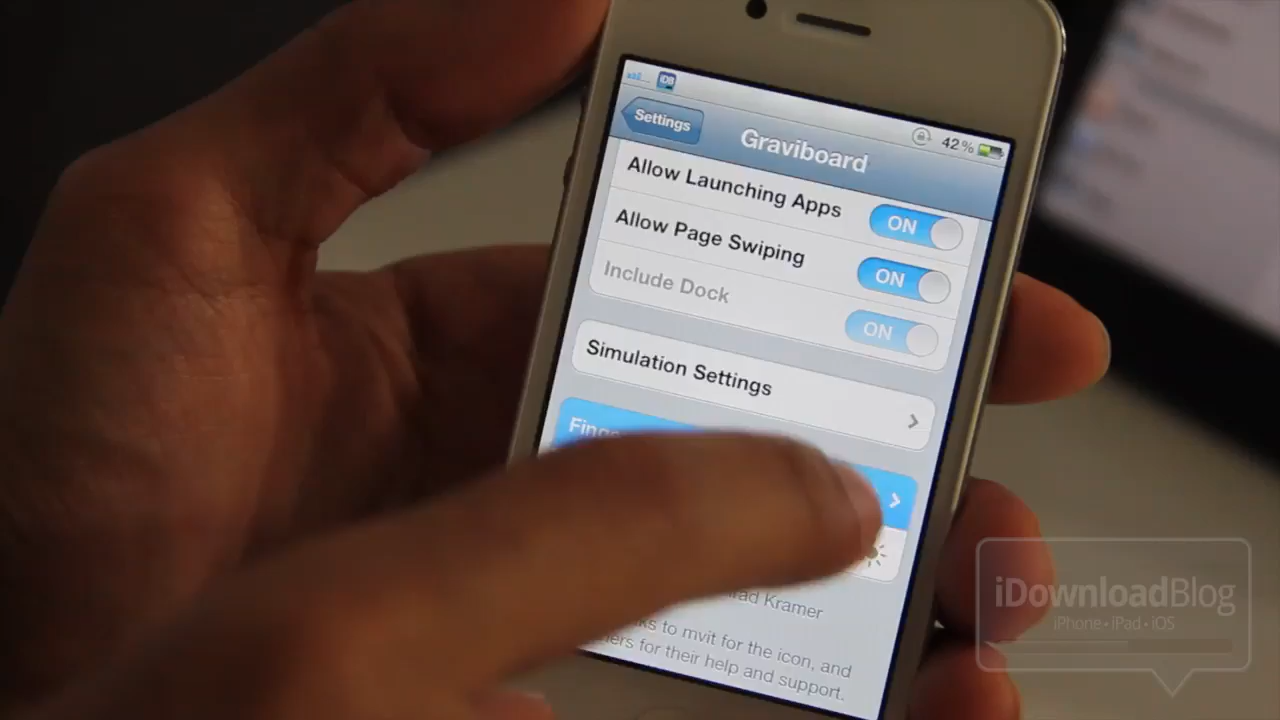 iDB
42%
Settings
Graviboard
Allow Launching Apps
ON
Allow Page Swiping
ON
Include Dock
ON
Simulation Settings
Kramer
to mvit for the icon, and
for their help and support.
iDownloadBlog
iPhone • iPad • iOS